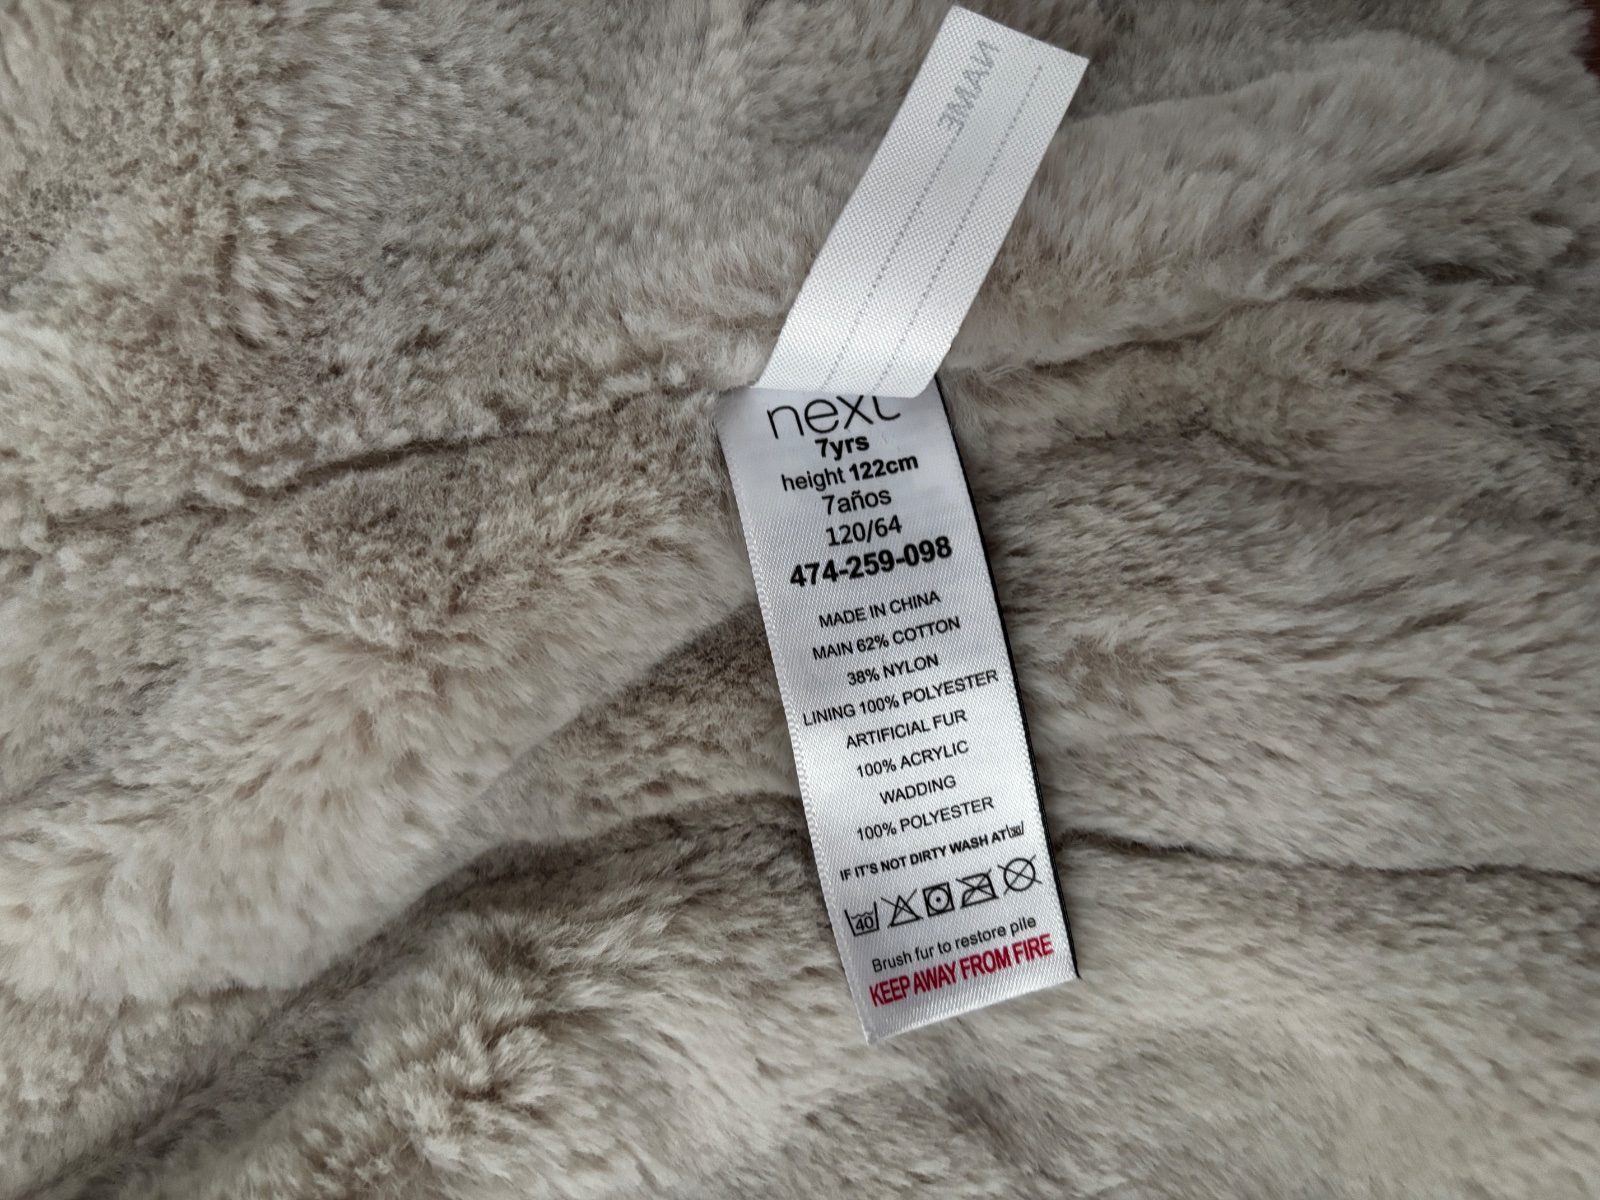 NAME
next
7yrs
height 122cm
7años
120/64
474-259-098
MADE IN CHINA
MAIN 62% COTTON
38% NYLON
LINING 100% POLYESTER
ARTIFICIAL FUR
100% ACRYLIC
WADDING
100% POLYESTER
IF IT'S NOT DIRTY WASH AT 30
40
Brush fur to restore pile
KEEP AWAY FROM FIRE